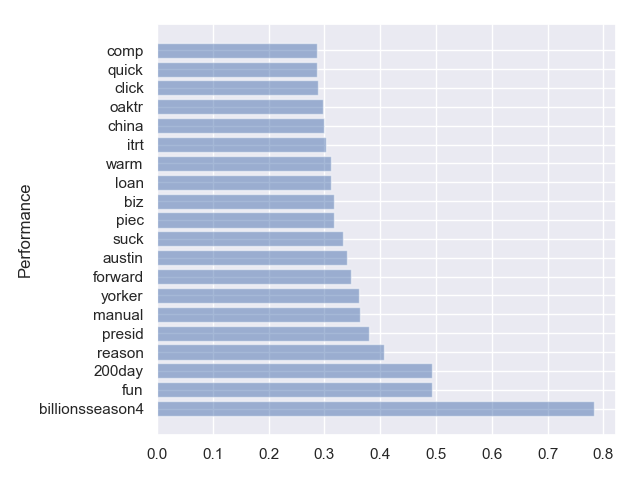 comp
quick
click
oaktr
china
itrt
warm
loan
biz
piec
suck
austin
forward
yorker
manual
presid
reason
200day
fun
billionsseason4
Performance
0.0 0.1 0.2 0.3 0.4 0.5 0.6 0.7 0.8